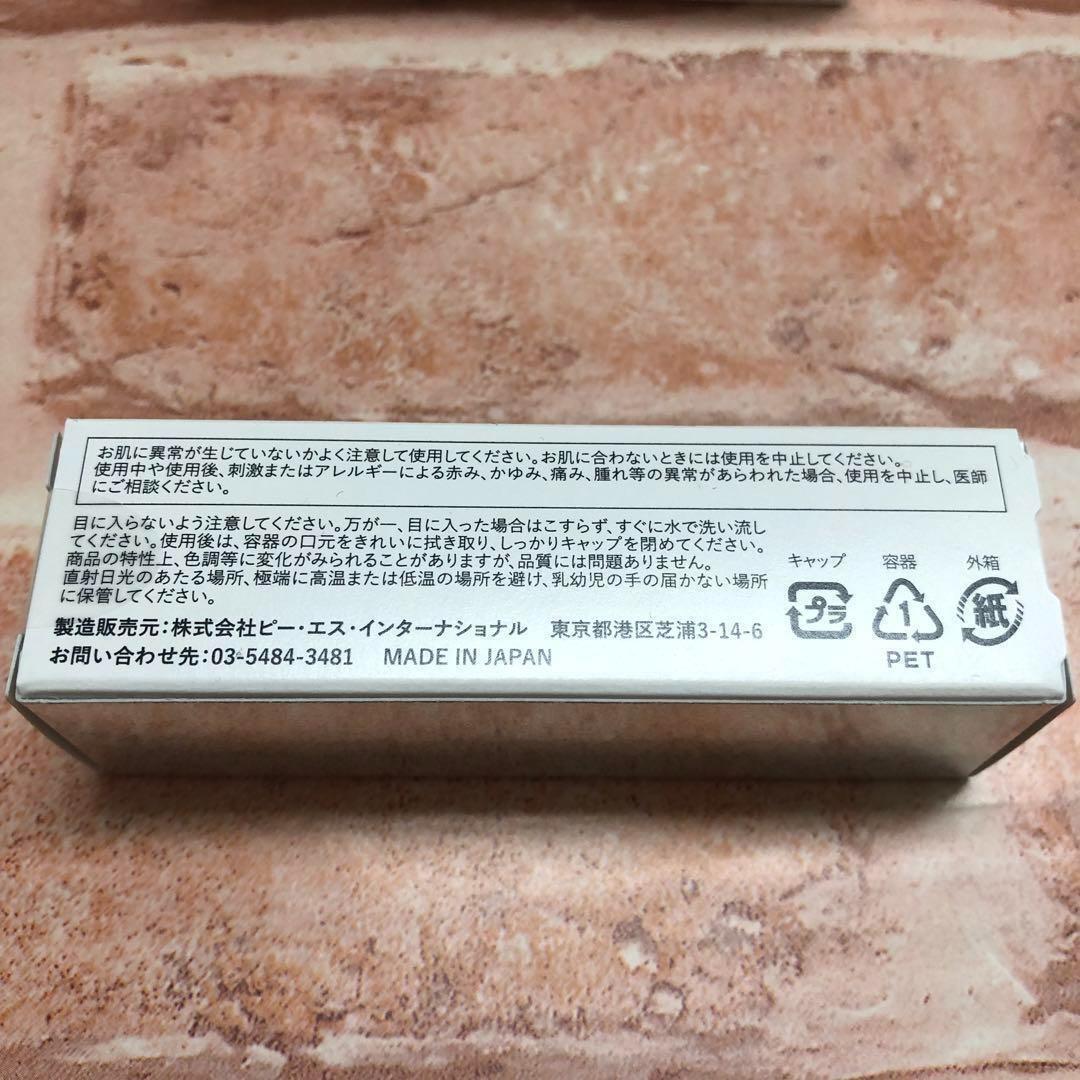 お肌に異常が生じていないかよく注意して使用してください。お肌に合わないときには使用を中止してください。
使用中や使用後、刺激またはアレルギーによる赤み、かゆみ、痛み、腫れ等の異常があらわれた場合、使用を中止し、医師
にご相談ください。
目に入らないよう注意してください。万が一、目に入った場合はこすらず、すぐに水で洗い流し
てください。使用後は、容器の口元をきれいに拭き取り、しっかりキャップを閉めてください。
商品の特性上、色調等に変化がみられることがありますが、品質には問題ありません。
直射日光のあたる場所、極端に高温または低温の場所を避け、乳幼児の手の届かない場所
に保管してください。
製造販売元：株式会社ピー・エス・インターナショナル 東京都港区芝浦3-14-6
お問い合わせ先：03-5484-3481 MADE IN JAPAN
キャップ 容器 外箱
プラ 1 紙
PET